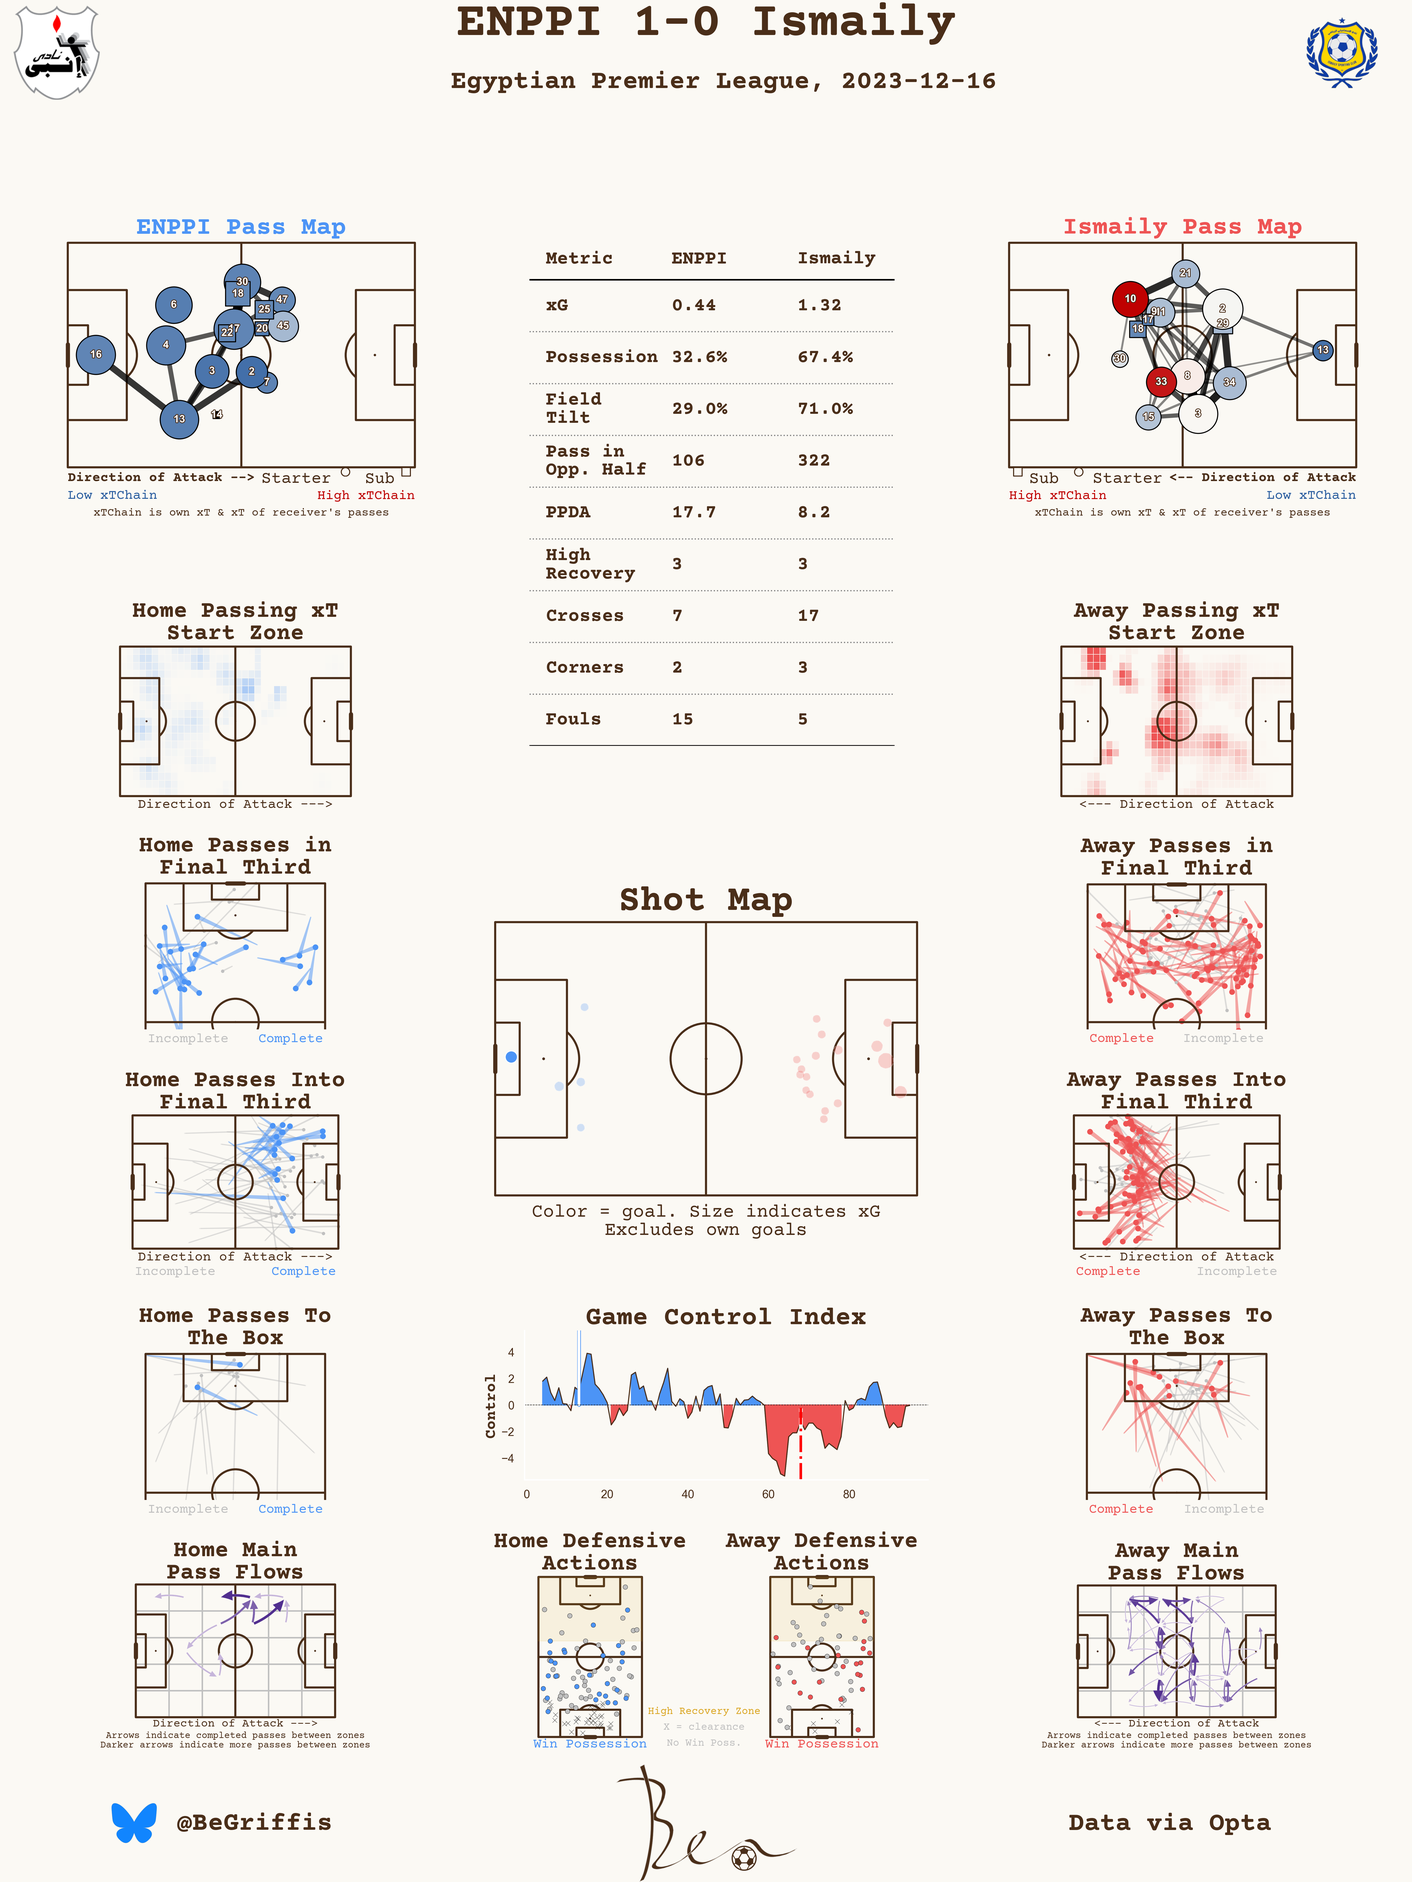 ENPPI 1-0 Ismaily
Egyptian Premier League, 2023-12-16
نادى
إنبى
ENPPI Pass Map
30
18
47
6
25
17
22
20
45
4
16
3
2
7
13
14
Direction of Attack --> Starter Sub
Low xTChain High xTChain
xTChain is own xT & xT of receiver's passes
Metric ENPPI Ismaily
xG 0.44 1.32
Possession 32.6% 67.4%
Field
Tilt 29.0% 71.0%
Pass in
Opp. Half 106 322
PPDA 17.7 8.2
High
Recovery 3 3
Crosses 7 17
Corners 2 3
Fouls 15 5
Ismaily Pass Map
21
10
2
17
29
18
13
30
8
33
34
15
3
Sub Starter <-- Direction of Attack
High xTChain Low xTChain
xTChain is own xT & xT of receiver's passes
Home Passing xT
Start Zone
Direction of Attack --->
Away Passing xT
Start Zone
<--- Direction of Attack
Home Passes in
Final Third
Incomplete Complete
Away Passes in
Final Third
Complete Incomplete
Shot Map
Color = goal. Size indicates xG
Excludes own goals
Home Passes Into
Final Third
Direction of Attack --->
Incomplete Complete
Away Passes Into
Final Third
<--- Direction of Attack
Complete Incomplete
Home Passes To
The Box
Incomplete Complete
Game Control Index
Control
4
2
0
−2
−4
0 20 40 60 80
Away Passes To
The Box
Complete Incomplete
Home Main
Pass Flows
Direction of Attack --->
Arrows indicate completed passes between zones
Darker arrows indicate more passes between zones
Home Defensive
Actions
Win Possession
High Recovery Zone
X = clearance
No Win Poss.
Away Defensive
Actions
Win Possession
Away Main
Pass Flows
<--- Direction of Attack
Arrows indicate completed passes between zones
Darker arrows indicate more passes between zones
@BeGriffis
Ben
Data via Opta